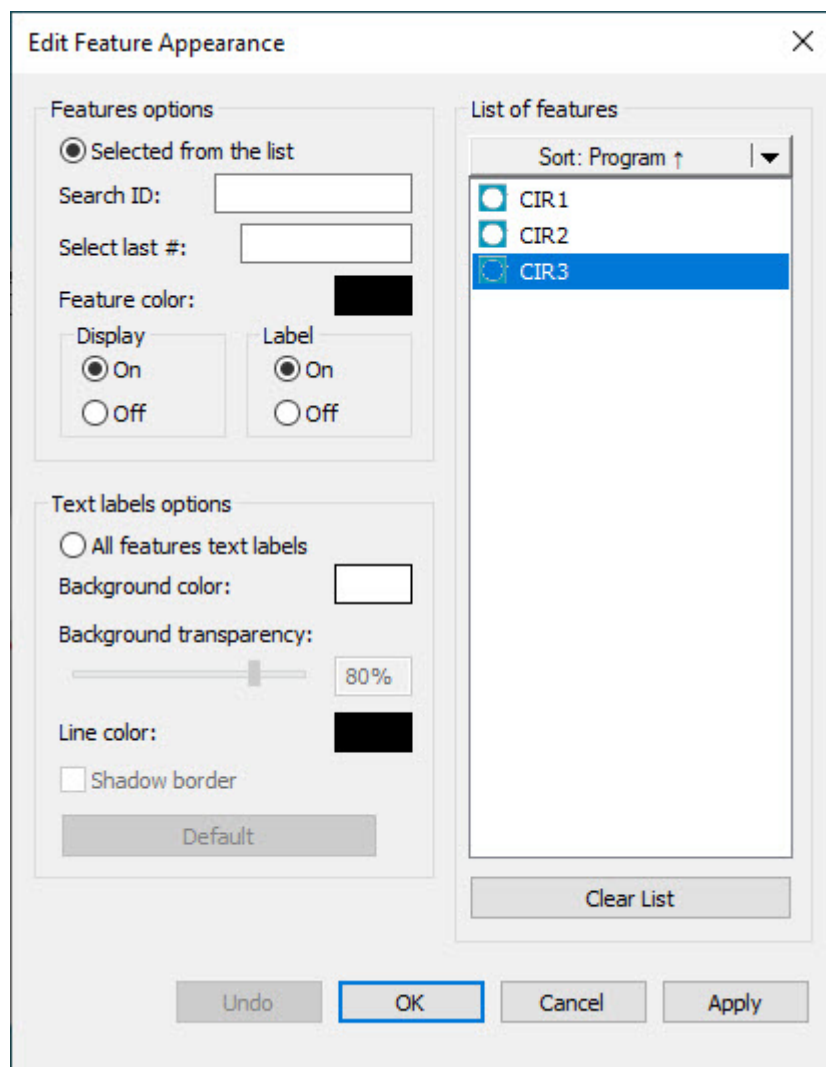 Edit Feature Appearance
Features options
Selected from the list
Search ID:
Select last #:
Feature color:
Display
On
Off
Label
On
Off
Text labels options
All features text labels
Background color:
Background transparency:
80%
Line color:
Shadow border
Default
List of features
Sort: Program ↑
CIR1
CIR2
CIR3
Clear List
Undo
OK
Cancel
Apply